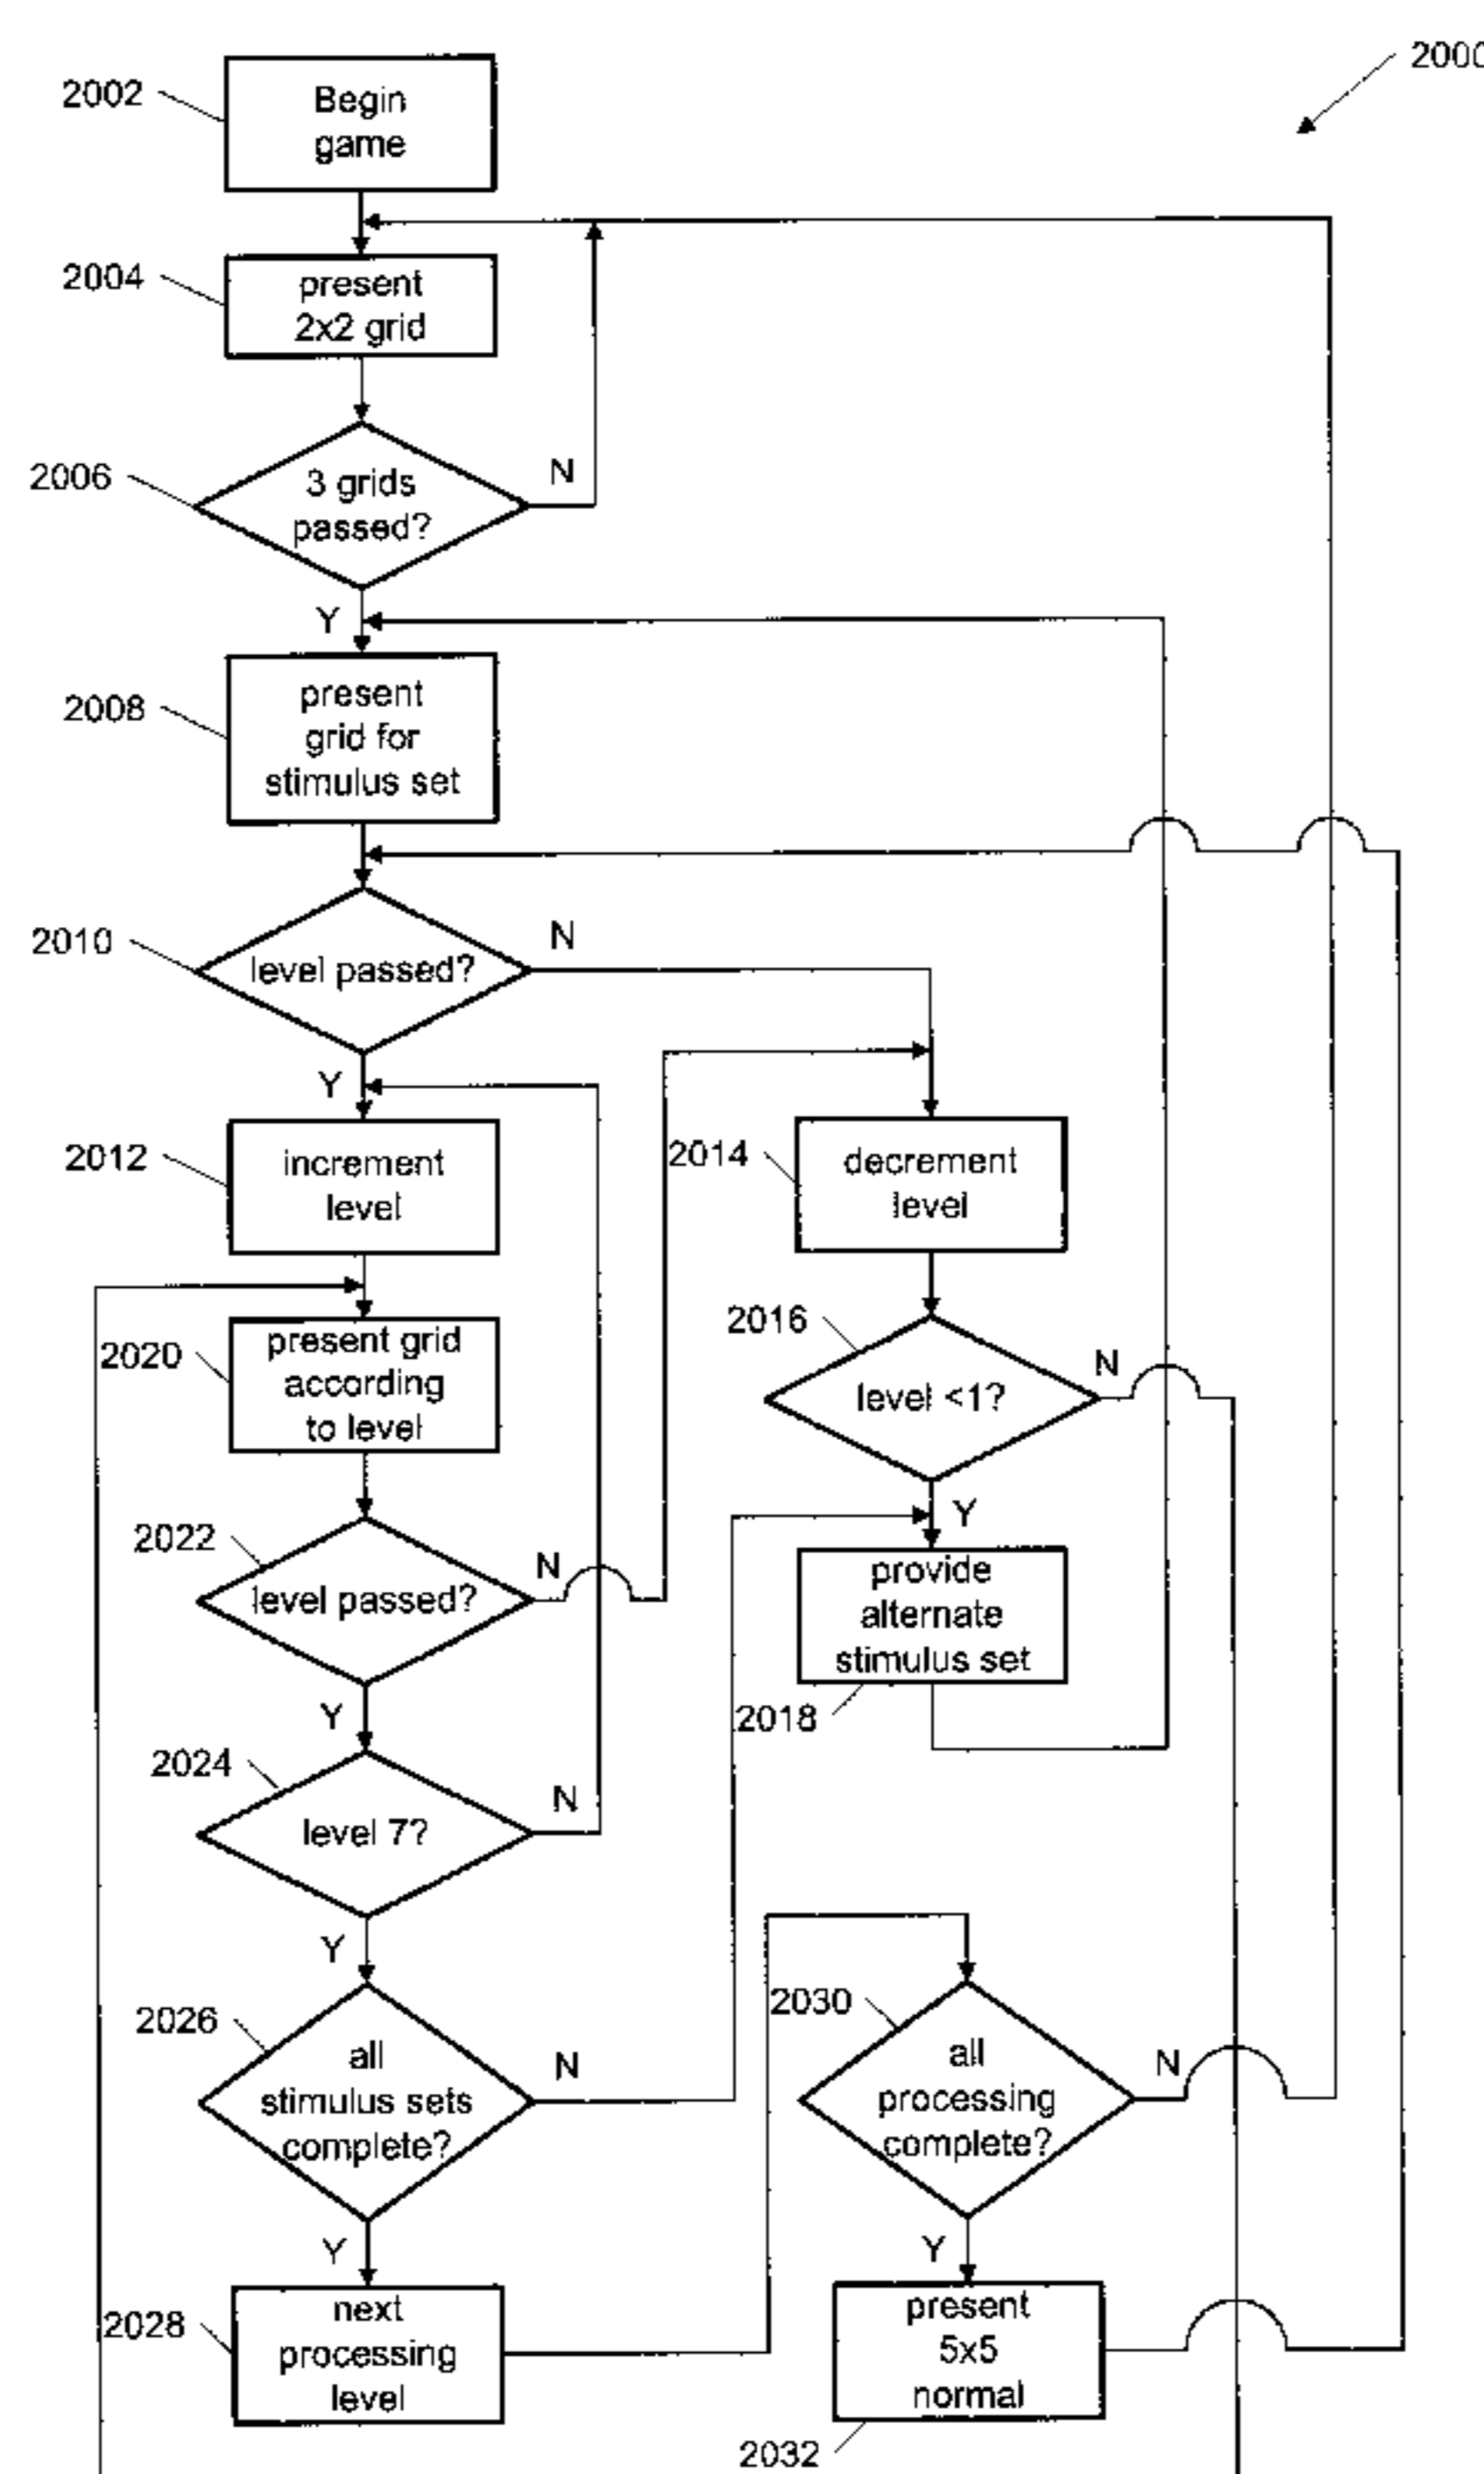 2000
2002
Begin
game
2004
present
2x2 grid
2006
3 grids
passed?
N
Y
2008
present
grid for
stimulus set
2010
level passed?
N
Y
2012
increment
level
2014
decrement
level
2016
level <1?
N
Y
2018
provide
alternate
stimulus set
2020
present grid
according
to level
2022
level passed?
N
Y
2024
level 7?
N
Y
2026
all
stimulus sets
complete?
N
Y
2028
next
processing
level
2030
all
processing
complete?
N
Y
2032
present
5x5
normal